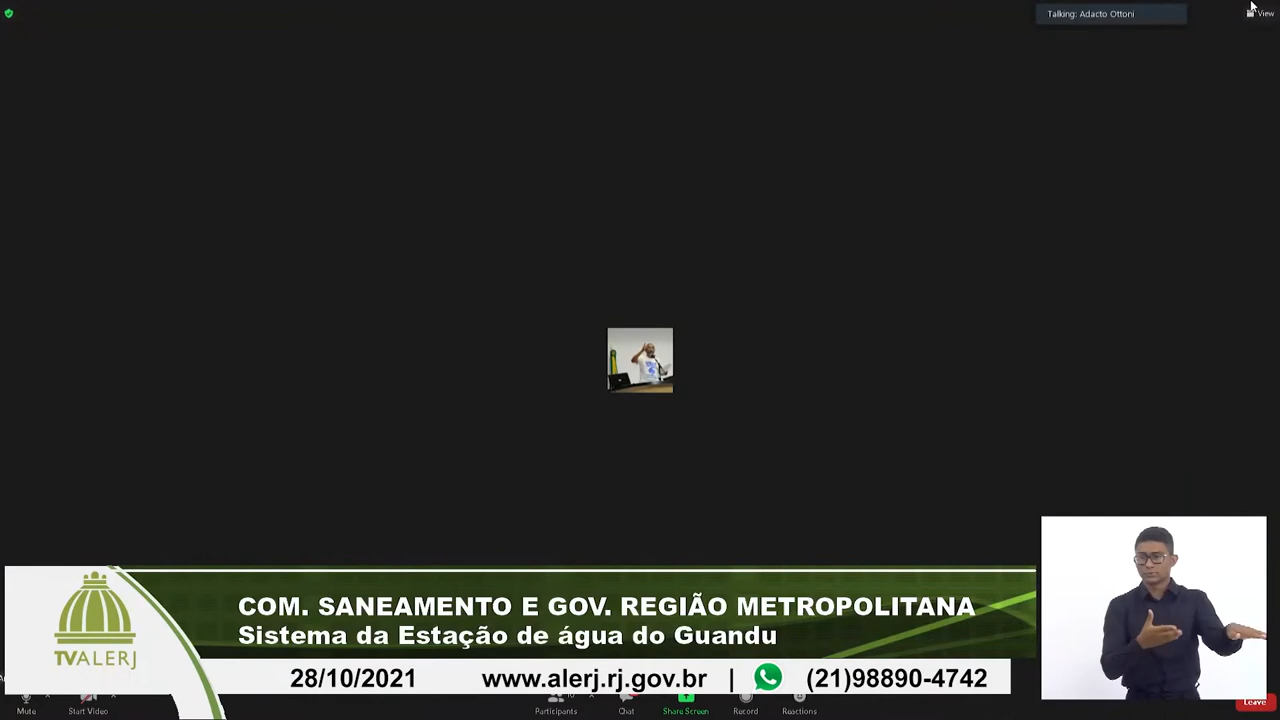 Talking: Adacto Ottoni
View
COM. SANEAMENTO E GOV. REGIÃO METROPOLITANA
Sistema da Estação de água do Guandu
TVALERJ
28/10/2021 www.alerj.rj.gov.br | (21)98890-4742
Mute
Start Video
Participants
Chat
Share Screen
Record
Reactions
Leave